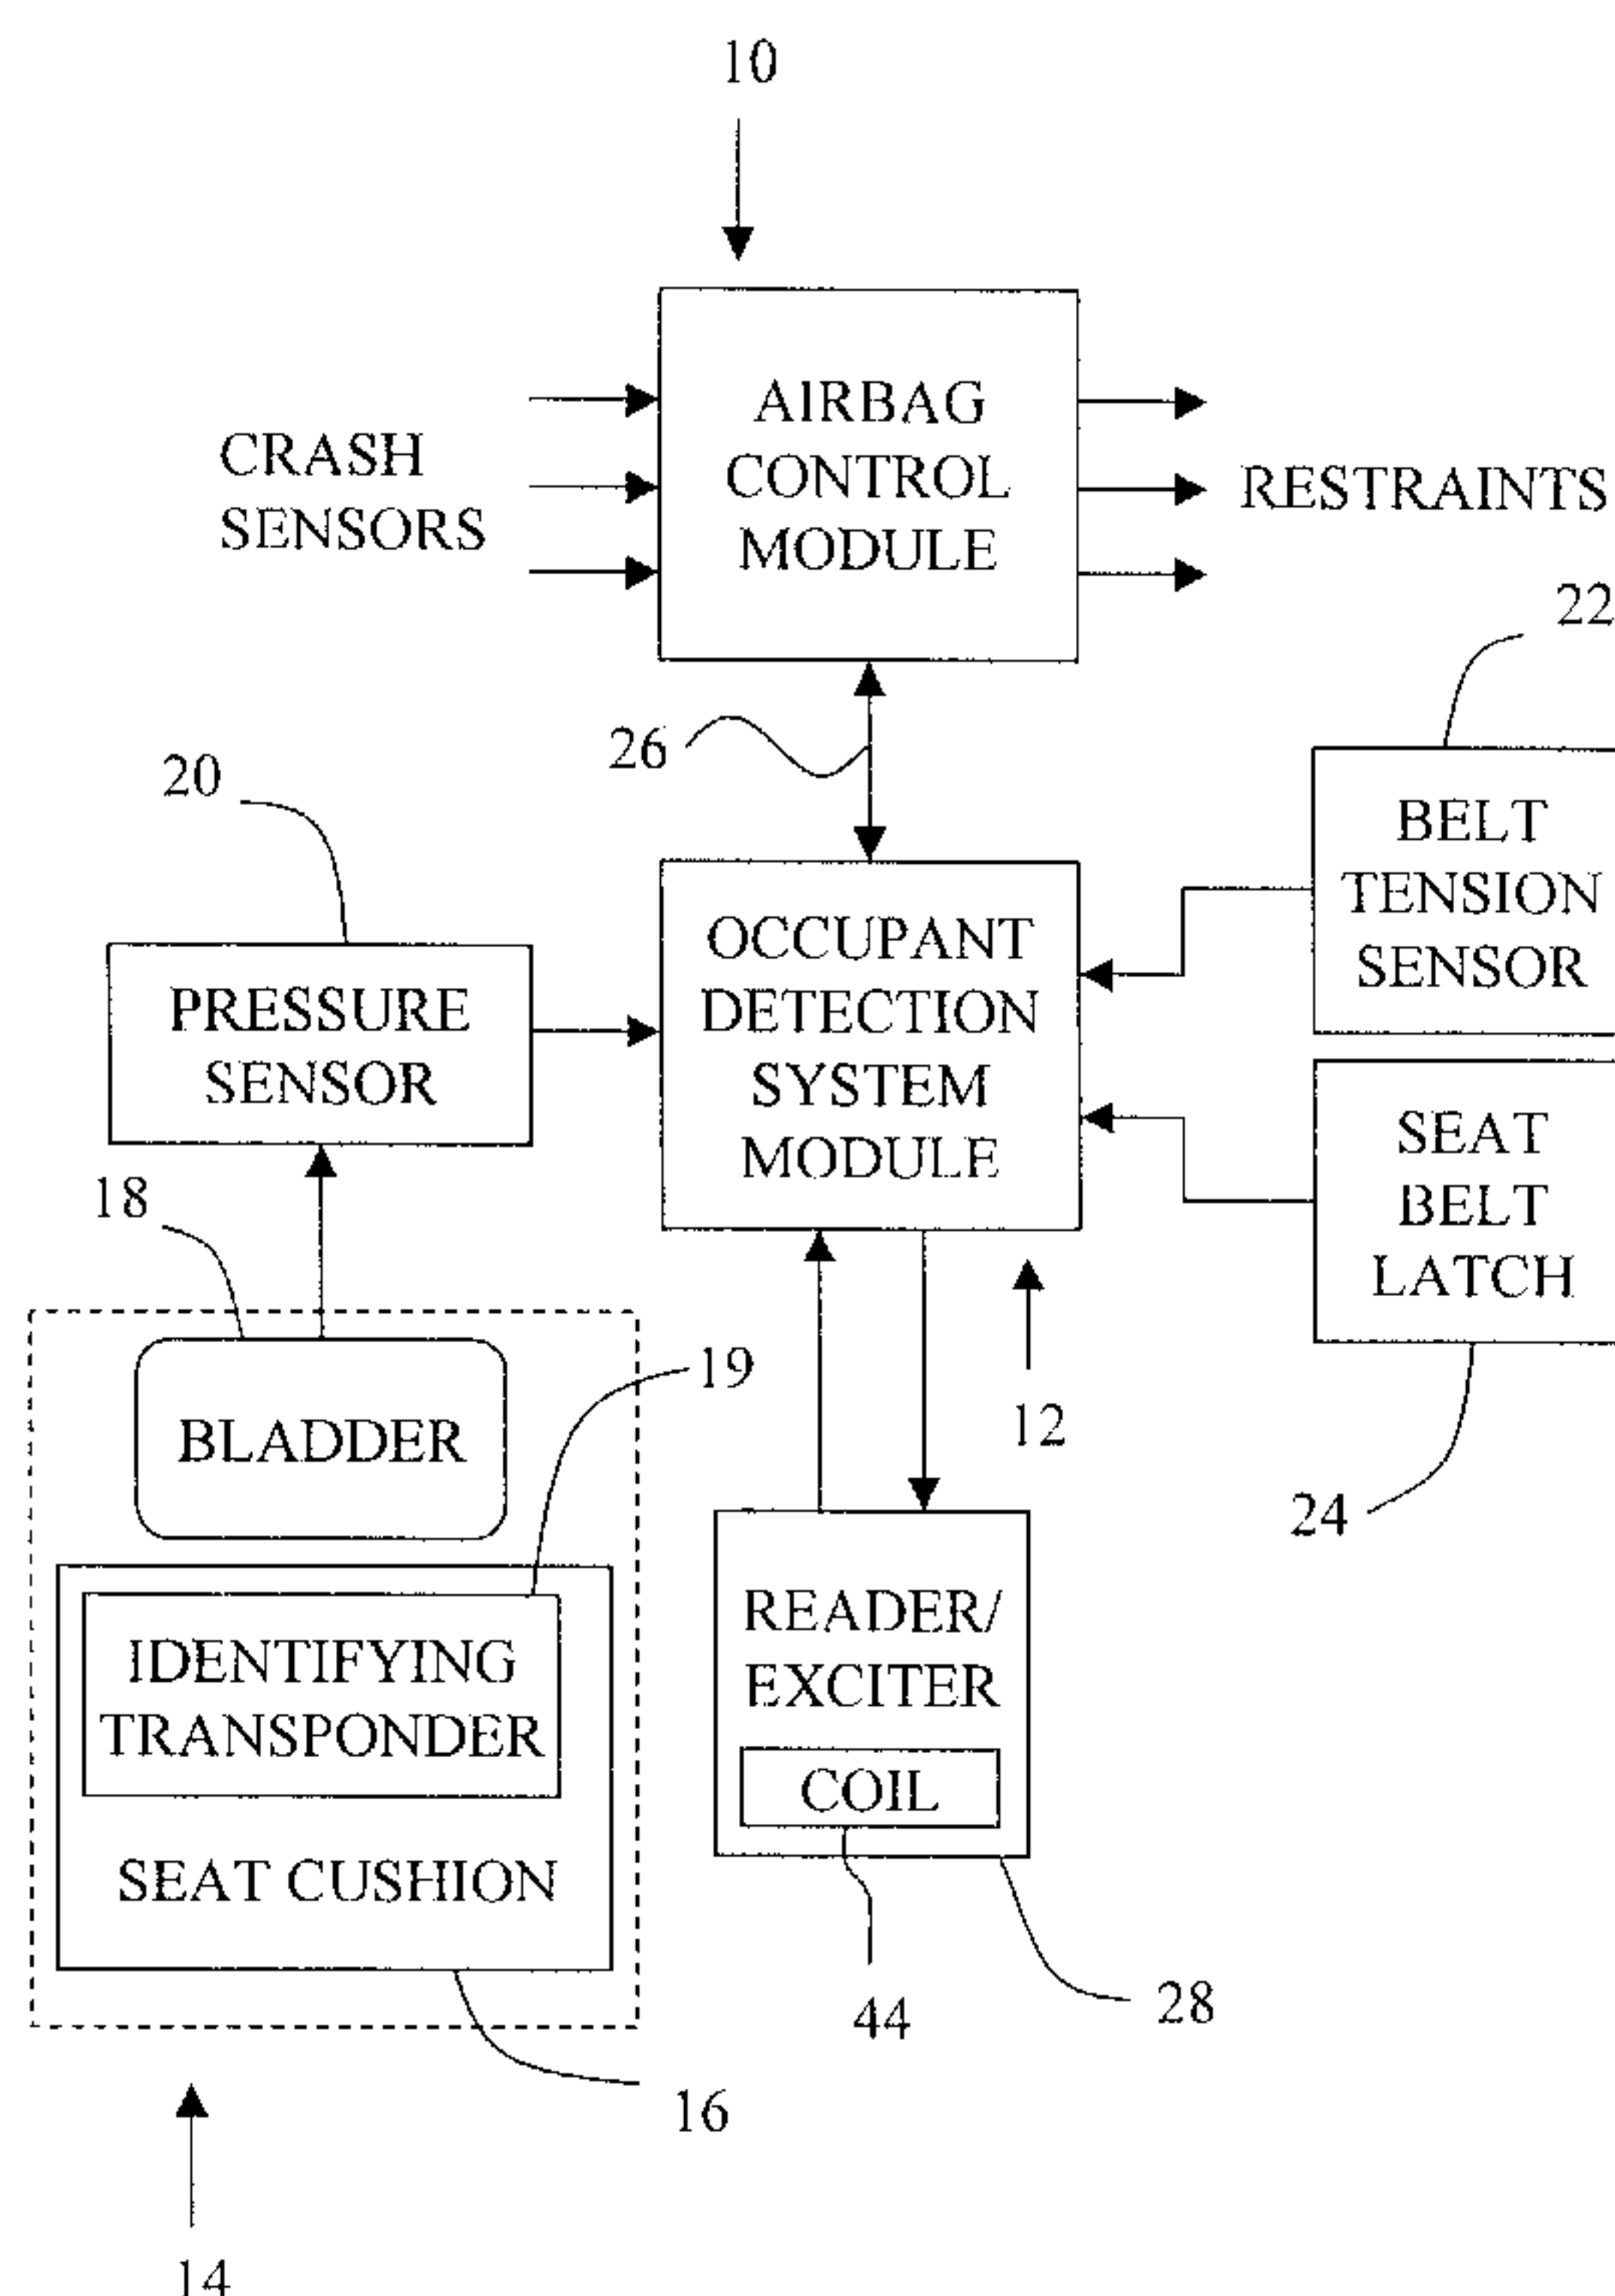 10
AIRBAG
CONTROL
MODULE
CRASH
SENSORS
RESTRAINTS
22
26
20
BELT
TENSION
SENSOR
OCCUPANT
DETECTION
SYSTEM
MODULE
PRESSURE
SENSOR
SEAT
BELT
LATCH
18
19
12
BLADDER
24
READER/
EXCITER
COIL
IDENTIFYING
TRANSPONDER
SEAT CUSHION
44
28
16
14